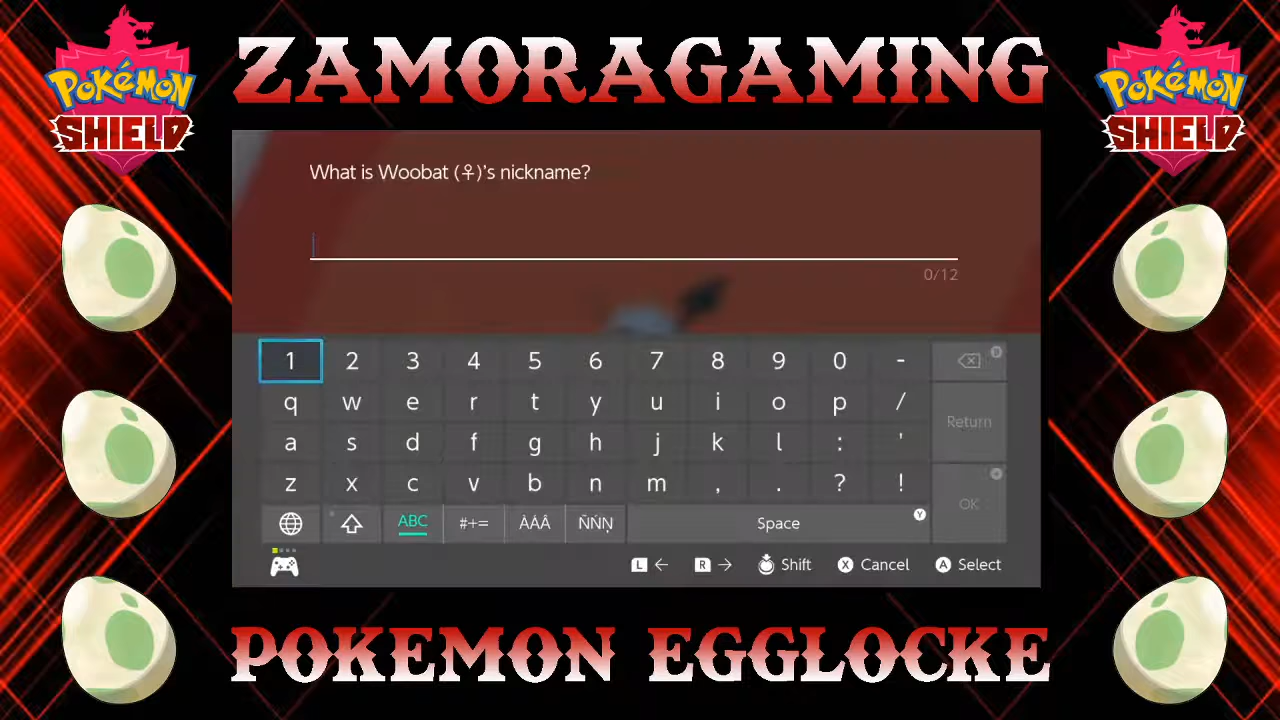 ZAMORAGAMING
POKéMON
SHIELD
POKéMON
SHIELD
What is Woobat (♀)'s nickname?
0/12
1 2 3 4 5 6 7 8 9 0 -
q w e r t y u i o p /
Return
a s d f g h j k l : '
z x c v b n m , . ? !
OK
ABC #+= ÀÁÂ ÑŃŅ Space Y
L ← R → Shift X Cancel A Select
POKEMON EGGLOCKE